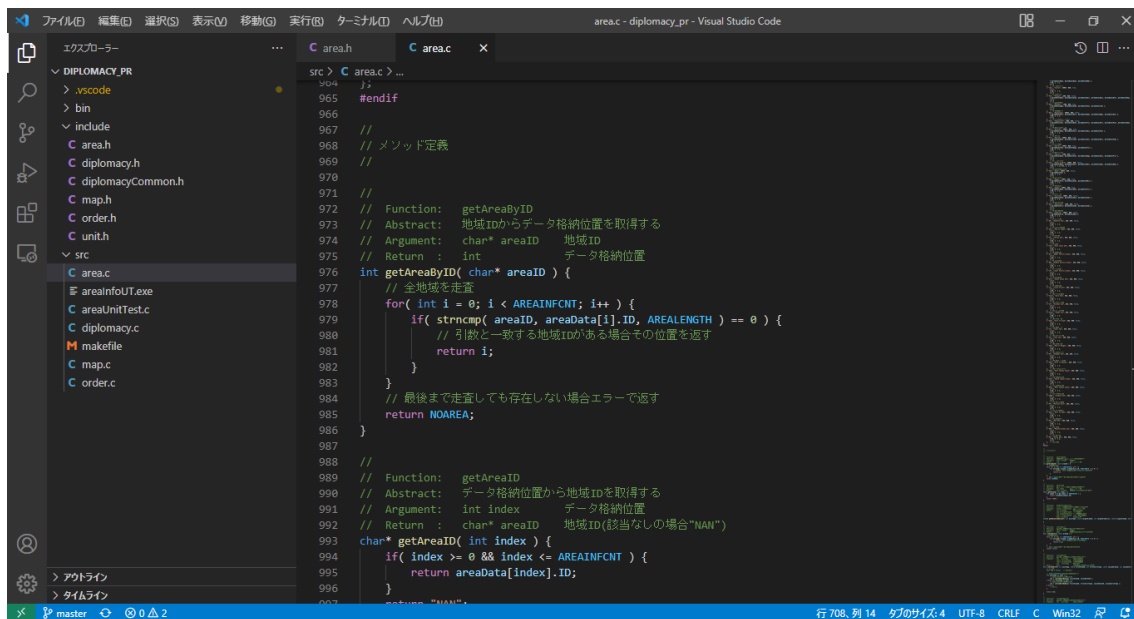 ファイル(F) 編集(E) 選択(S) 表示(V) 移動(G) 実行(R) ターミナル(T) ヘルプ(H) area.c - diplomacy_pr - Visual Studio Code
エクスプローラー
DIPLOMACY_PR
.vscode
bin
include
area.h
diplomacy.h
diplomacyCommon.h
map.h
order.h
unit.h
src
area.c
areaInfoUT.exe
areaUnitTest.c
diplomacy.c
makefile
map.c
order.c
アウトライン
タイムライン
area.h area.c
src > area.c > ...
964 };
965 #endif
966
967 //
968 // メソッド定義
969 //
970
971 //
972 // Function: getAreaByID
973 // Abstract: 地域IDからデータ格納位置を取得する
974 // Argument: char* areaID 地域ID
975 // Return : int データ格納位置
976 int getAreaByID( char* areaID ) {
977 // 全地域を走査
978 for( int i = 0; i < AREAINFCNT; i++ ) {
979 if( strncmp( areaID, areaData[i].ID, AREALENGTH ) == 0 ) {
980 // 引数と一致する地域IDがある場合その位置を返す
981 return i;
982 }
983 }
984 // 最後まで走査しても存在しない場合エラーで返す
985 return NOAREA;
986 }
987
988 //
989 // Function: getAreaID
990 // Abstract: データ格納位置から地域IDを取得する
991 // Argument: int index データ格納位置
992 // Return : char* areaID 地域ID(該当なしの場合"NAN")
993 char* getAreaID( int index ) {
994 if( index >= 0 && index <= AREAINFCNT ) {
995 return areaData[index].ID;
996 }
997 return "NAN";
master 0 2 行 708、列 14 タブのサイズ: 4 UTF-8 CRLF C Win32